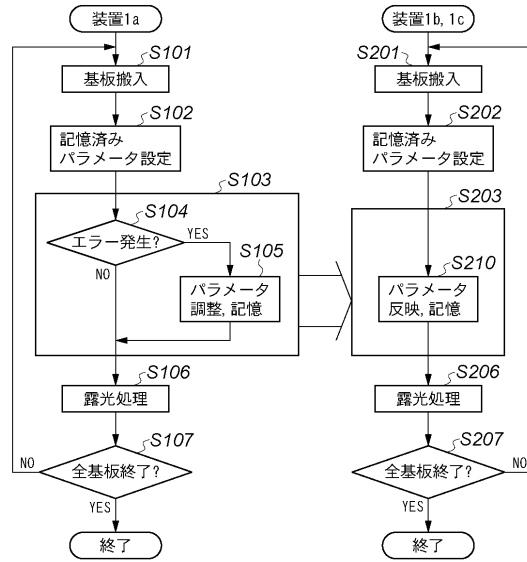 装置1a
S101
基板搬入
S102
記憶済み
パラメータ設定
S103
S104
エラー発生?
YES
NO
S105
パラメータ
調整, 記憶
S106
露光処理
S107
全基板終了?
NO
YES
終了
装置1b, 1c
S201
基板搬入
S202
記憶済み
パラメータ設定
S203
S210
パラメータ
反映, 記憶
S206
露光処理
S207
全基板終了?
NO
YES
終了